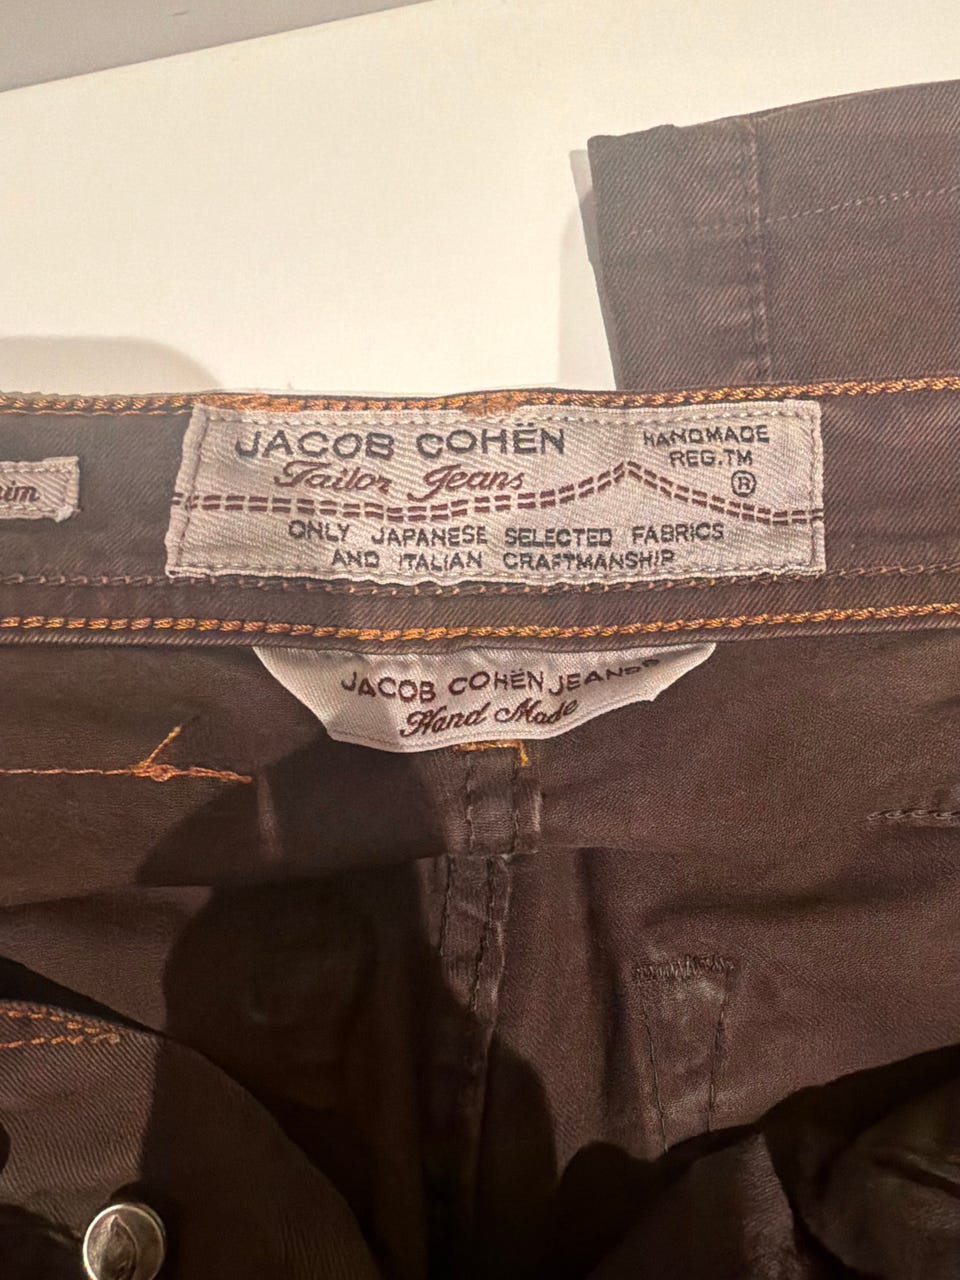 JACOB COHËN
Tailor Jeans
HANDMADE
REG.TM
®
ONLY JAPANESE SELECTED FABRICS
AND ITALIAN CRAFTMANSHIP
JACOB COHËN JEANS
Hand Made